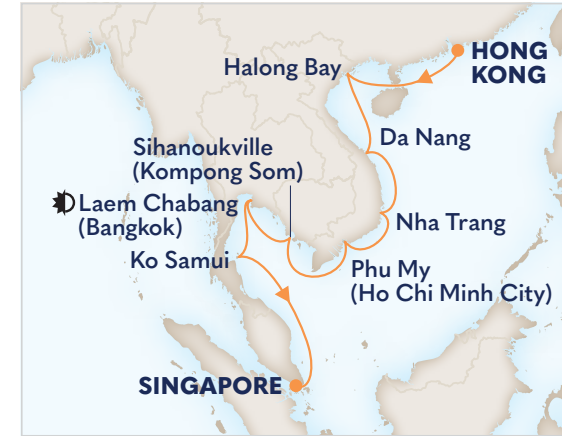 HONG
KONG
Halong Bay
Da Nang
Sihanoukville
(Kompong Som)
Laem Chabang
(Bangkok)
Nha Trang
Ko Samui
Phu My
(Ho Chi Minh City)
SINGAPORE